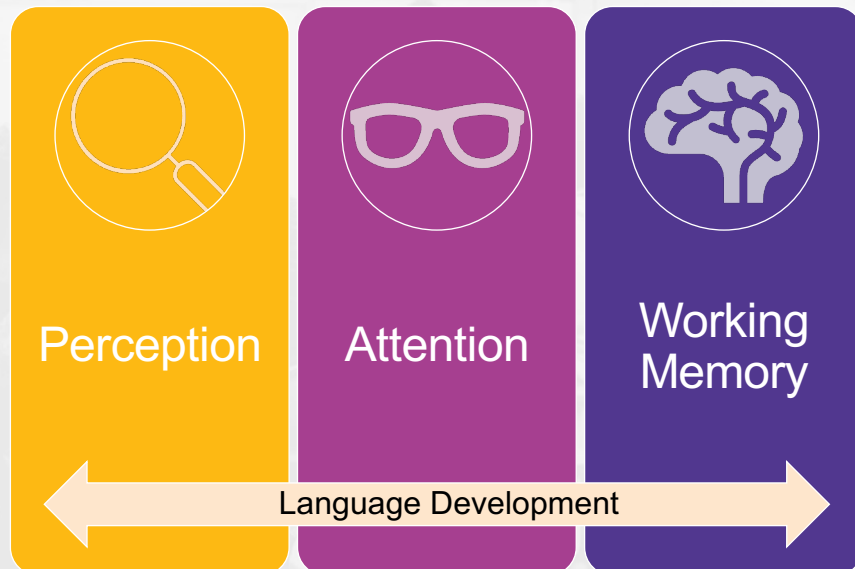 Perception
Attention
Working
Memory
Language Development